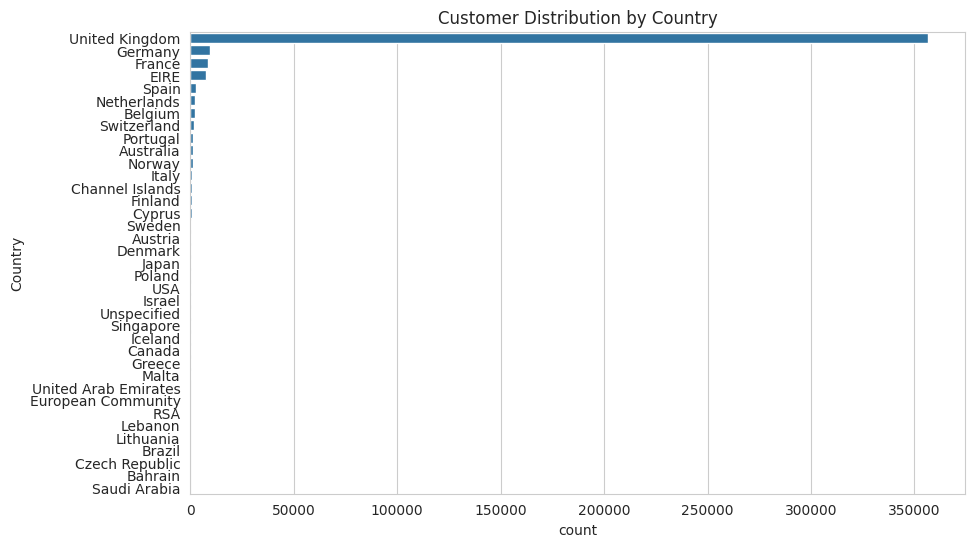 Customer Distribution by Country
United Kingdom
Germany
France
EIRE
Spain
Netherlands
Belgium
Switzerland
Portugal
Australia
Norway
Italy
Channel Islands
Finland
Cyprus
Sweden
Austria
Denmark
Japan
Poland
USA
Israel
Unspecified
Singapore
Iceland
Canada
Greece
Malta
United Arab Emirates
European Community
RSA
Lebanon
Lithuania
Brazil
Czech Republic
Bahrain
Saudi Arabia
Country
0 50000 100000 150000 200000 250000 300000 350000
count